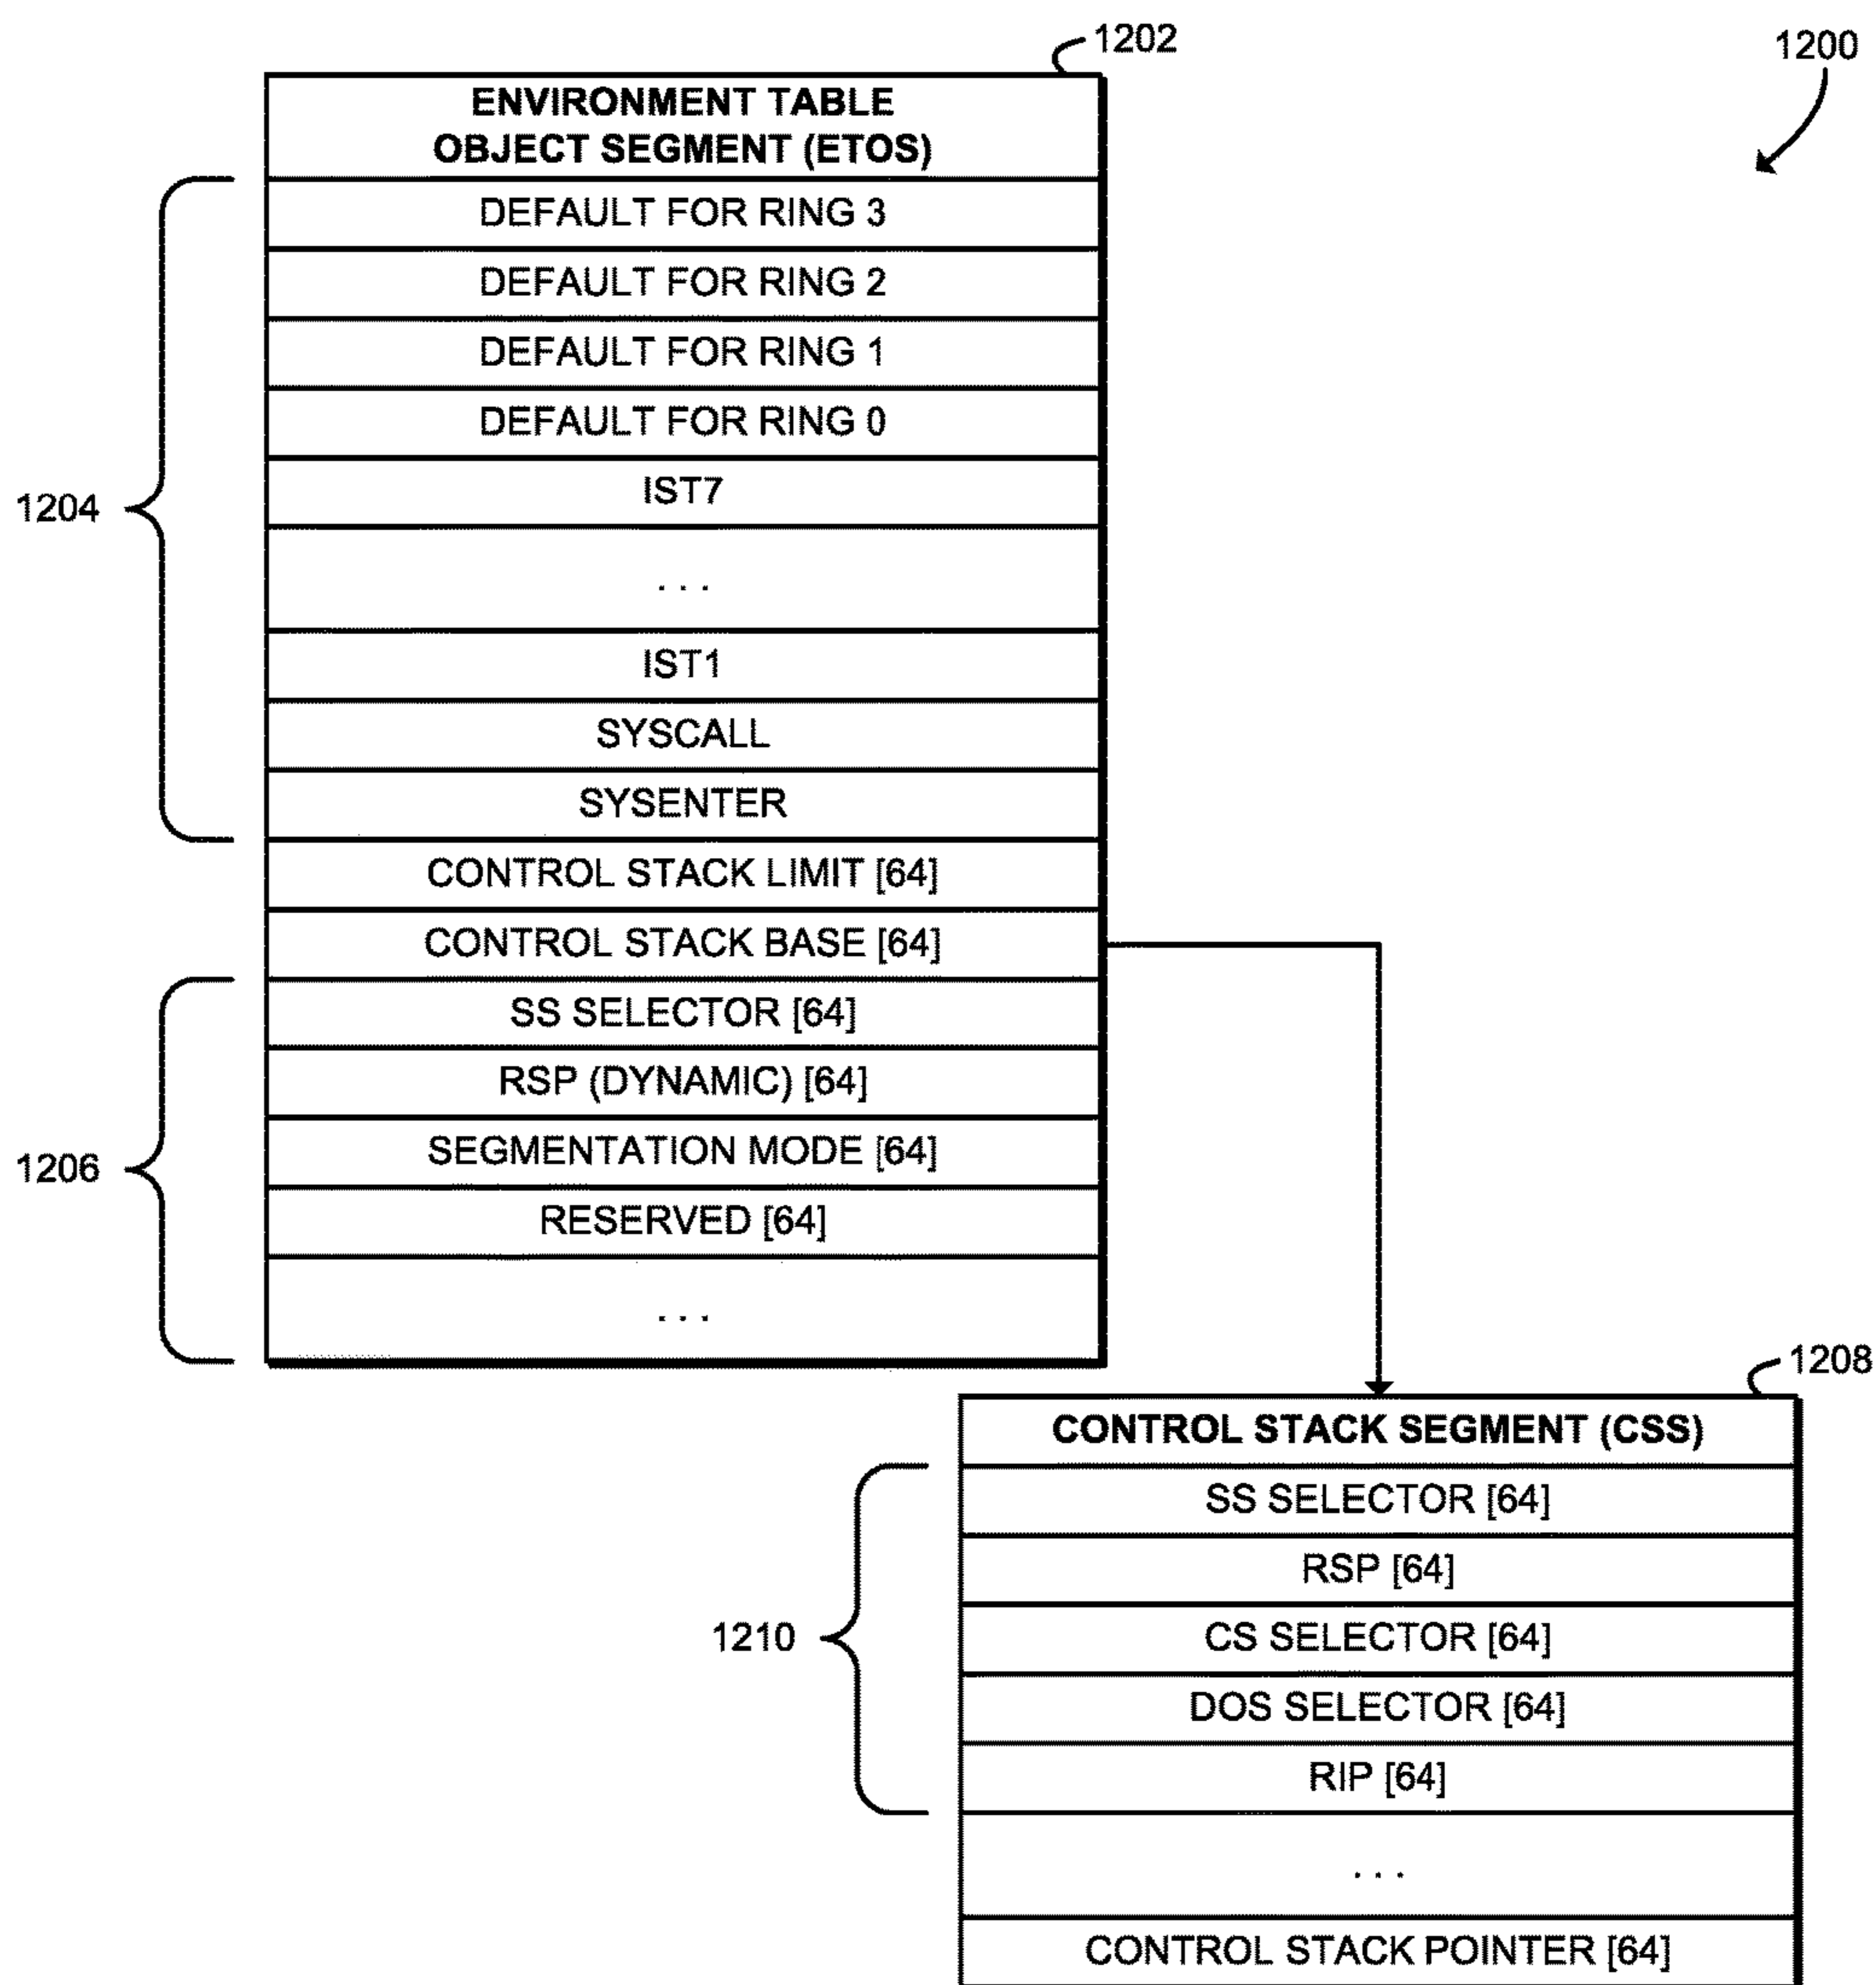 1202
1200
ENVIRONMENT TABLE
OBJECT SEGMENT (ETOS)
DEFAULT FOR RING 3
DEFAULT FOR RING 2
DEFAULT FOR RING 1
DEFAULT FOR RING 0
IST7
1204
. . .
IST1
SYSCALL
SYSENTER
CONTROL STACK LIMIT [64]
CONTROL STACK BASE [64]
SS SELECTOR [64]
RSP (DYNAMIC) [64]
SEGMENTATION MODE [64]
1206
RESERVED [64]
. . .
1208
CONTROL STACK SEGMENT (CSS)
SS SELECTOR [64]
RSP [64]
CS SELECTOR [64]
1210
DOS SELECTOR [64]
RIP [64]
. . .
CONTROL STACK POINTER [64]